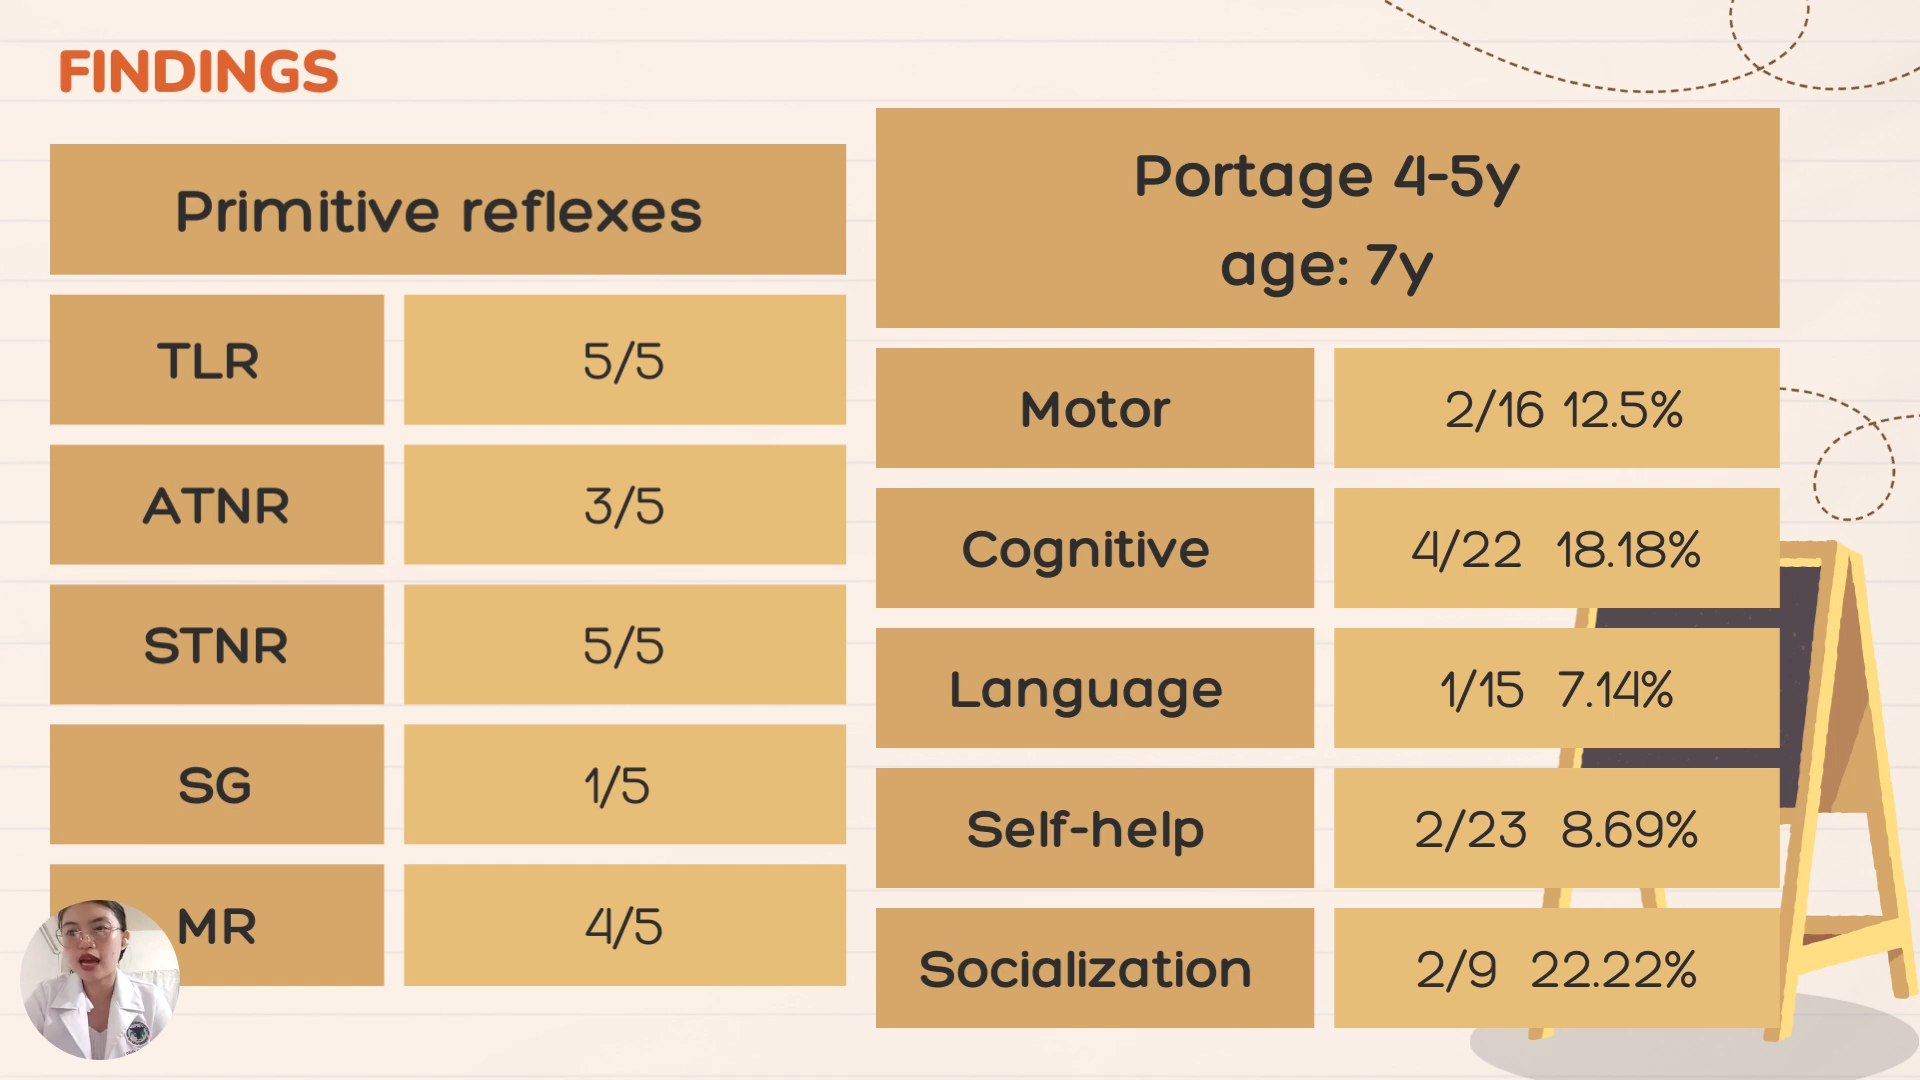 FINDINGS
Primitive reflexes
TLR 5/5
ATNR 3/5
STNR 5/5
SG 1/5
MR 4/5
Portage 4-5y
age: 7y
Motor 2/16 12.5%
Cognitive 4/22 18.18%
Language 1/15 7.14%
Self-help 2/23 8.69%
Socialization 2/9 22.22%